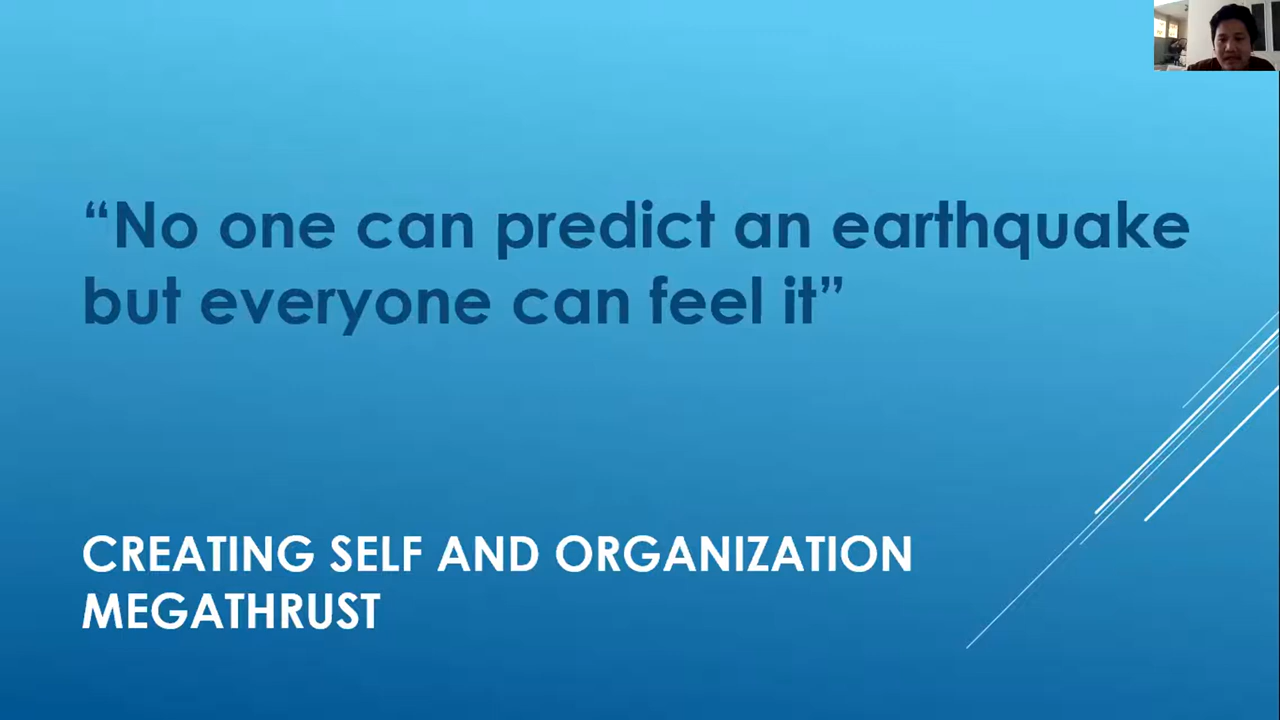 “No one can predict an earthquake
but everyone can feel it”
CREATING SELF AND ORGANIZATION
MEGATHRUST